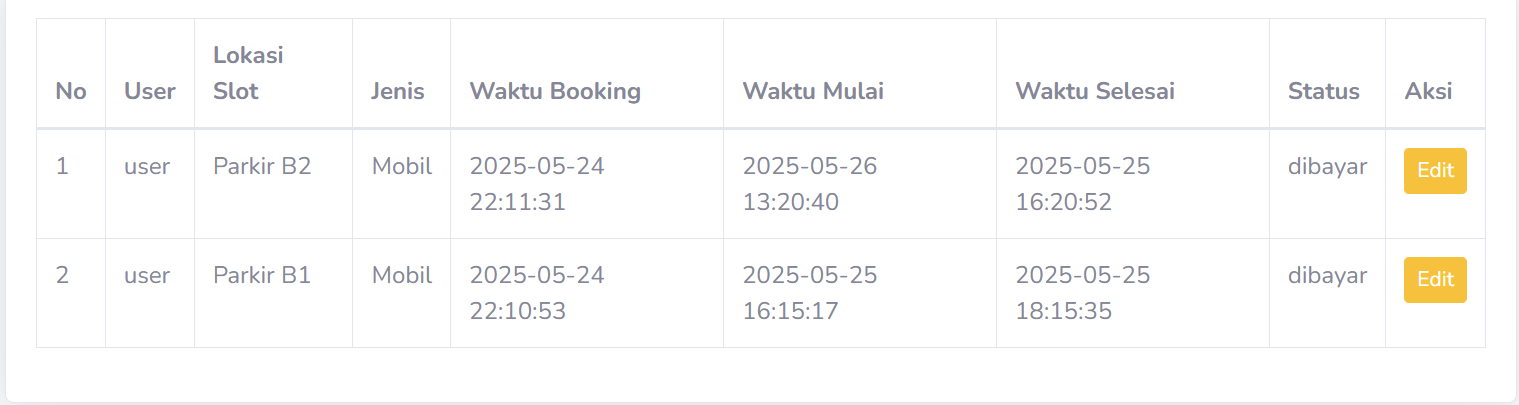 No User Lokasi Slot Jenis Waktu Booking Waktu Mulai Waktu Selesai Status Aksi
1 user Parkir B2 Mobil 2025-05-24 22:11:31 2025-05-26 13:20:40 2025-05-25 16:20:52 dibayar Edit
2 user Parkir B1 Mobil 2025-05-24 22:10:53 2025-05-25 16:15:17 2025-05-25 18:15:35 dibayar Edit